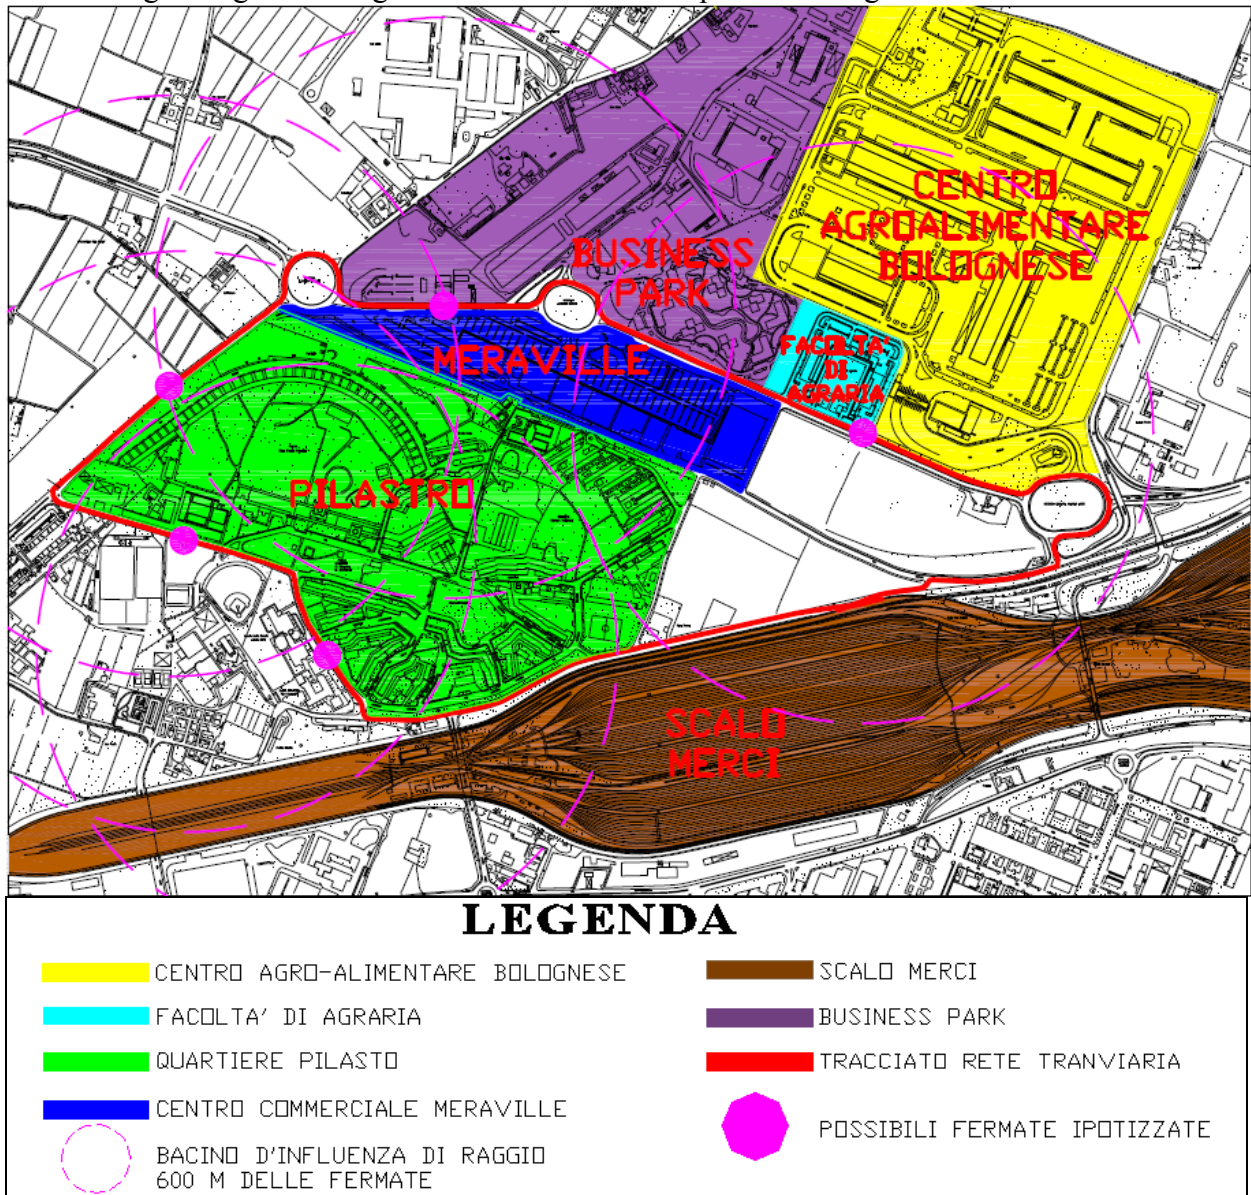 CENTRO
AGROALIMENTARE
BOLOGNESE
BUSINESS
PARK
FACOLTA'
DI
AGRARIA
MERAVILLE
PILASTRO
SCALO
MERCI
LEGENDA
CENTRO AGRO-ALIMENTARE BOLOGNESE
FACOLTA' DI AGRARIA
QUARTIERE PILASTO
CENTRO COMMERCIALE MERAVILLE
BACINO D'INFLUENZA DI RAGGIO
600 M DELLE FERMATE
SCALO MERCI
BUSINESS PARK
TRACCIATO RETE TRANVIARIA
POSSIBILI FERMATE IPOTIZZATE